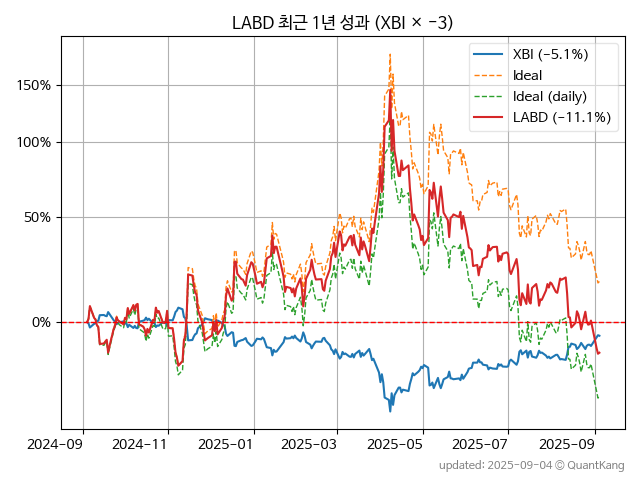 LABD 최근 1년 성과 (XBI × −3)
XBI (−5.1%)
Ideal
Ideal (daily)
LABD (−11.1%)
150%
100%
50%
0%
2024-09 2024-11 2025-01 2025-03 2025-05 2025-07 2025-09
updated: 2025-09-04 © QuantKang